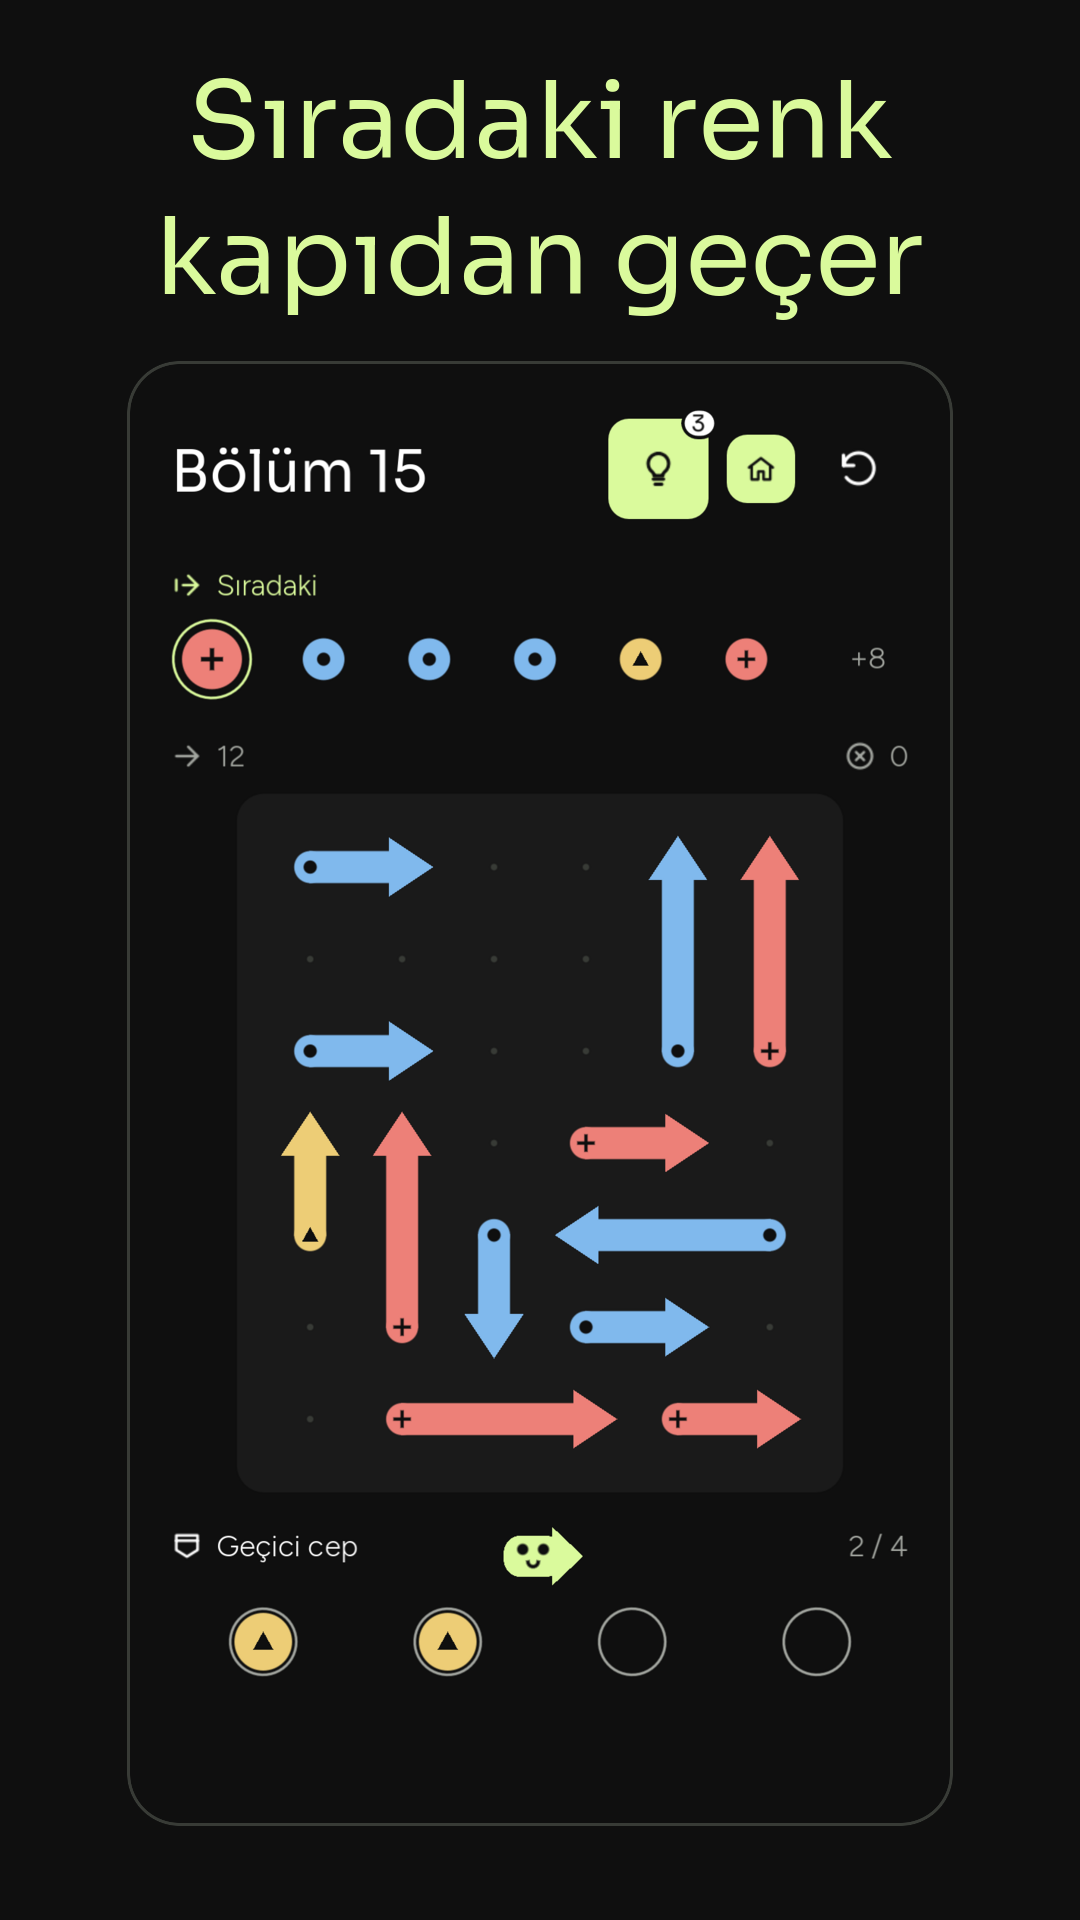 Sıradaki renk
kapıdan geçer
Bölüm 15
3
Sıradaki
+8
12
0
Geçici cep
2 / 4